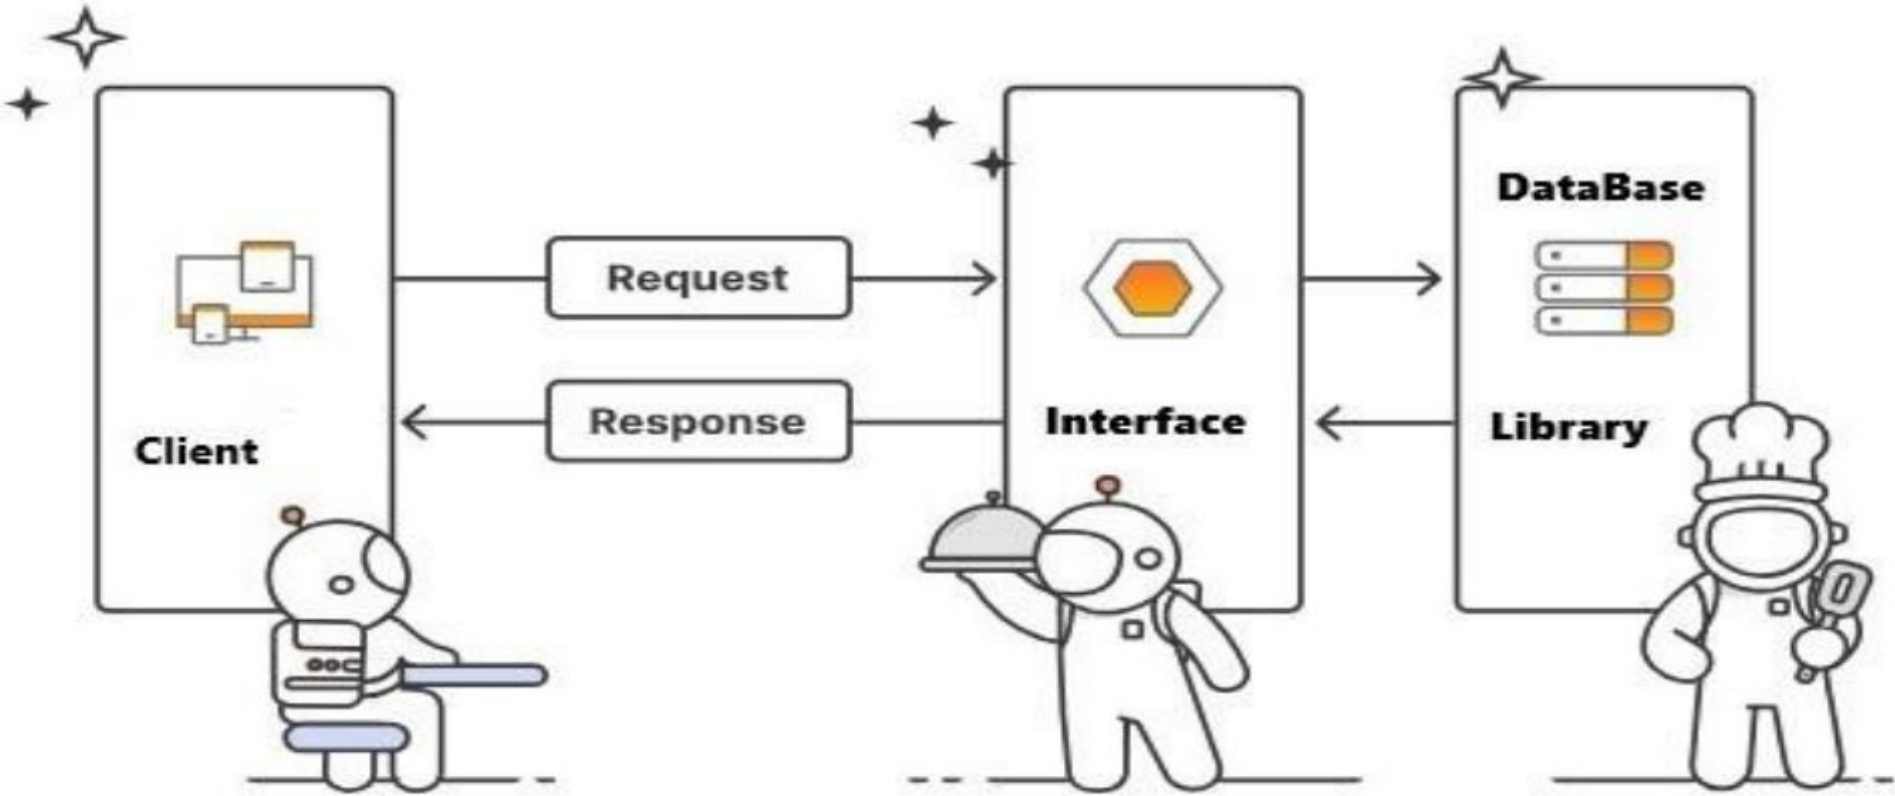 Client
Request
Response
Interface
DataBase
Library